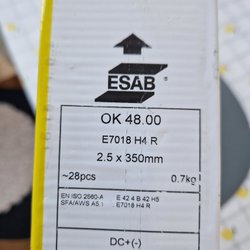 ESAB
OK 48.00
E7018 H4 R
2.5 x 350mm
~28pcs 0.7kg
EN ISO 2560-A E 42 4 B 42 H5
SFA/AWS A5.1 E7018 H4 R
DC+(-)